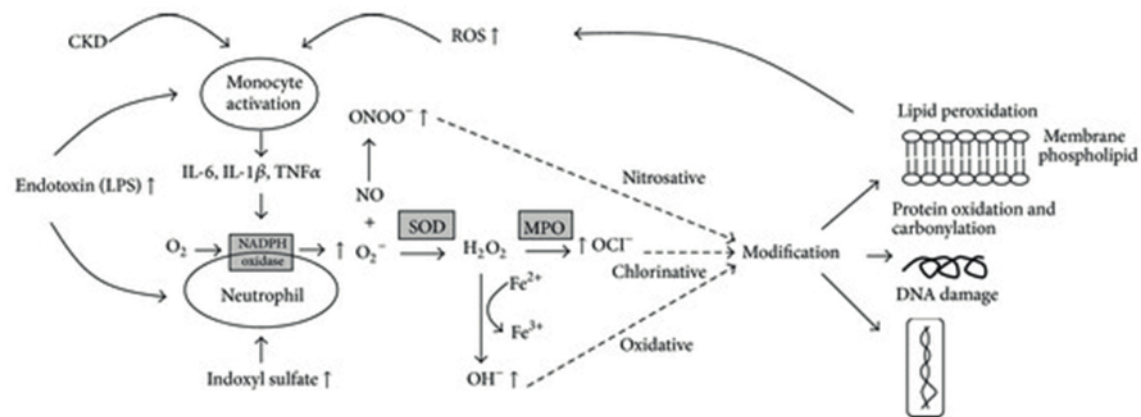 CKD
ROS ↑
Monocyte
activation
ONOO⁻ ↑
Lipid peroxidation
Membrane
phospholipid
Endotoxin (LPS) ↑
IL-6, IL-1β, TNFα
Nitrosative
NO
+
Protein oxidation and
carbonylation
O₂
NADPH
oxidase
↑ O₂⁻
SOD
H₂O₂
MPO
↑ OCl⁻
Modification
Chlorinative
Neutrophil
Fe²⁺
DNA damage
Fe³⁺
Oxidative
Indoxyl sulfate ↑
OH⁻ ↑